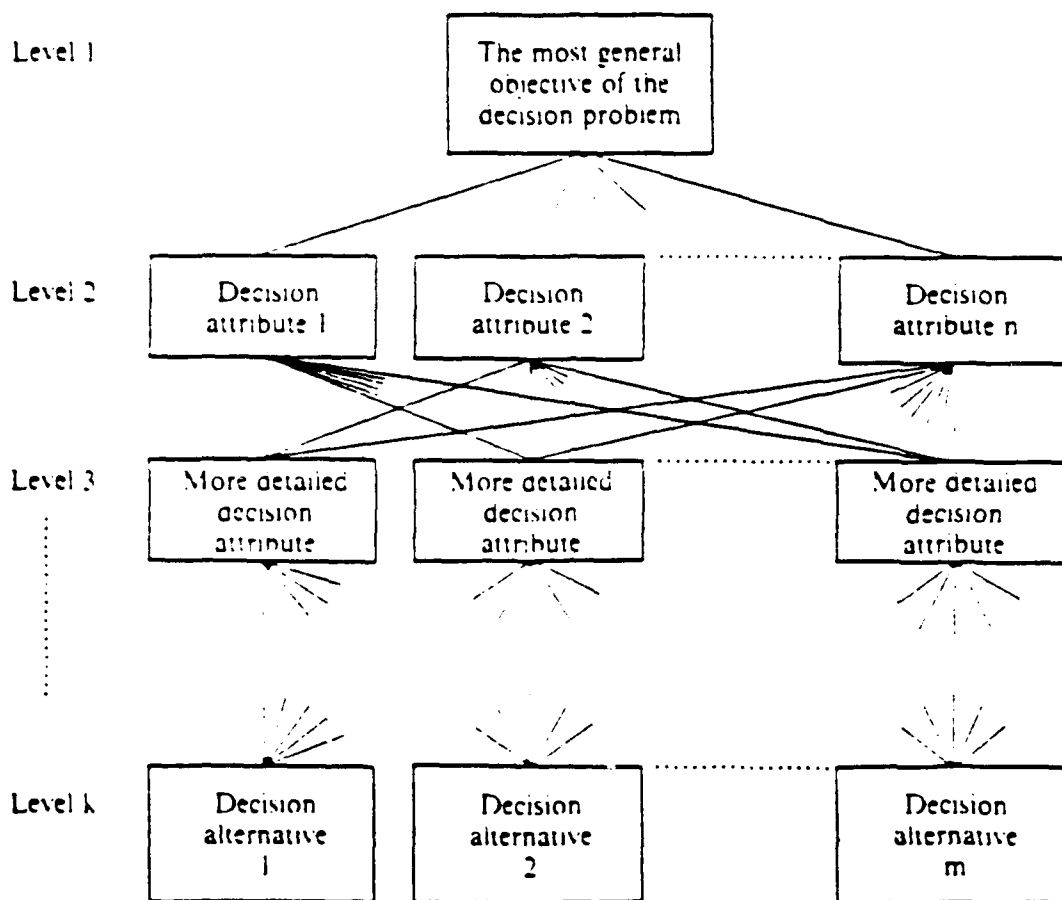 Level 1
The most general
objective of the
decision problem
Level 2
Decision
attribute 1
Decision
attribute 2
Decision
attribute n
Level 3
More detailed
decision
attribute
More detailed
decision
attribute
More detailed
decision
attribute
Level k
Decision
alternative
1
Decision
alternative
2
Decision
alternative
m